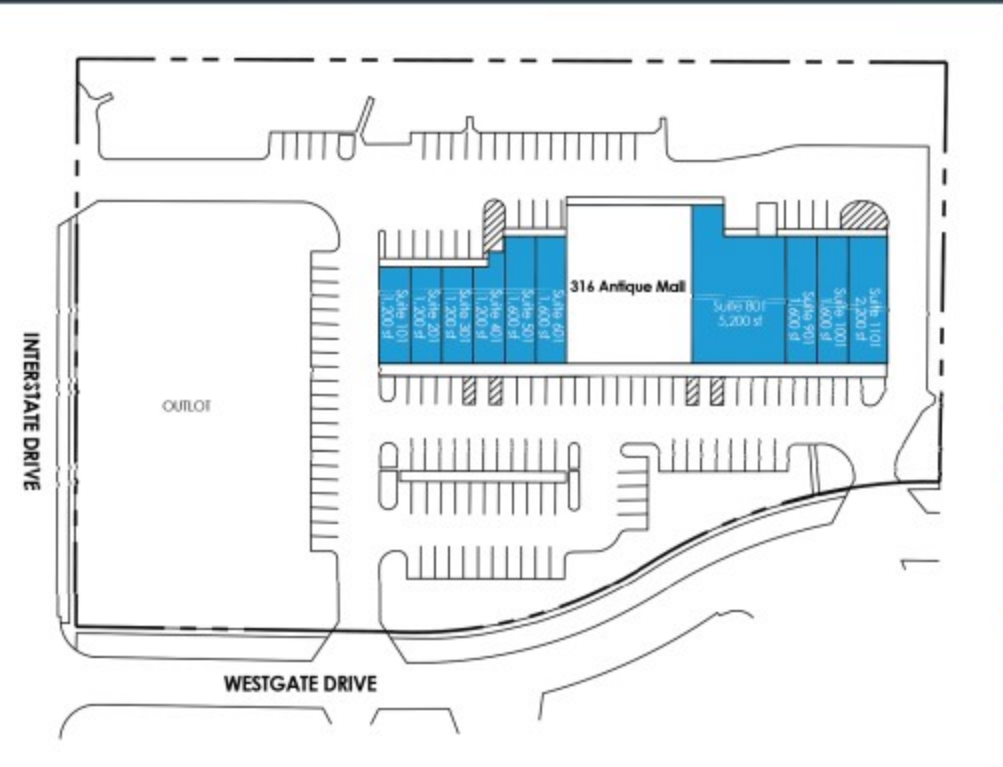 Suite 101
1,200 sf
Suite 201
1,200 sf
Suite 301
1,200 sf
Suite 401
1,200 sf
Suite 501
1,600 sf
Suite 601
1,600 sf
316 Antique Mall
Suite 801
5,200 sf
Suite 901
1,600 sf
Suite 1001
1,600 sf
Suite 1101
2,200 sf
OUTLOT
INTERSTATE DRIVE
WESTGATE DRIVE